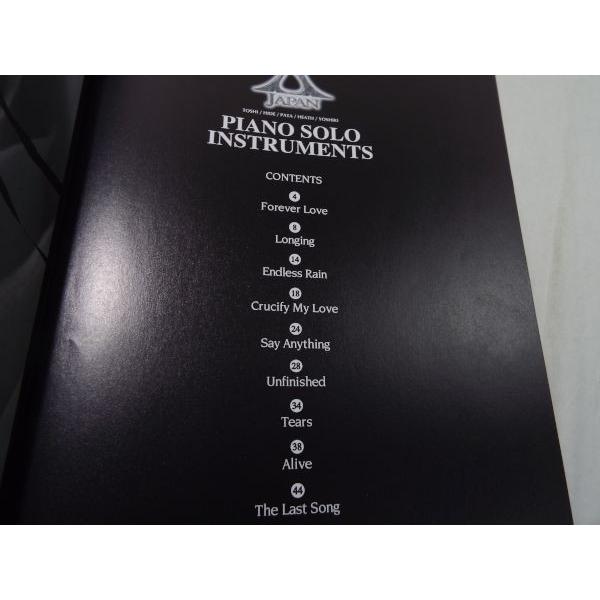 X
JAPAN
TOSHI / HIDE / PATA / HEATH / YOSHIKI
PIANO SOLO
INSTRUMENTS
CONTENTS
4
Forever Love
8
Longing
14
Endless Rain
18
Crucify My Love
24
Say Anything
28
Unfinished
34
Tears
38
Alive
44
The Last Song